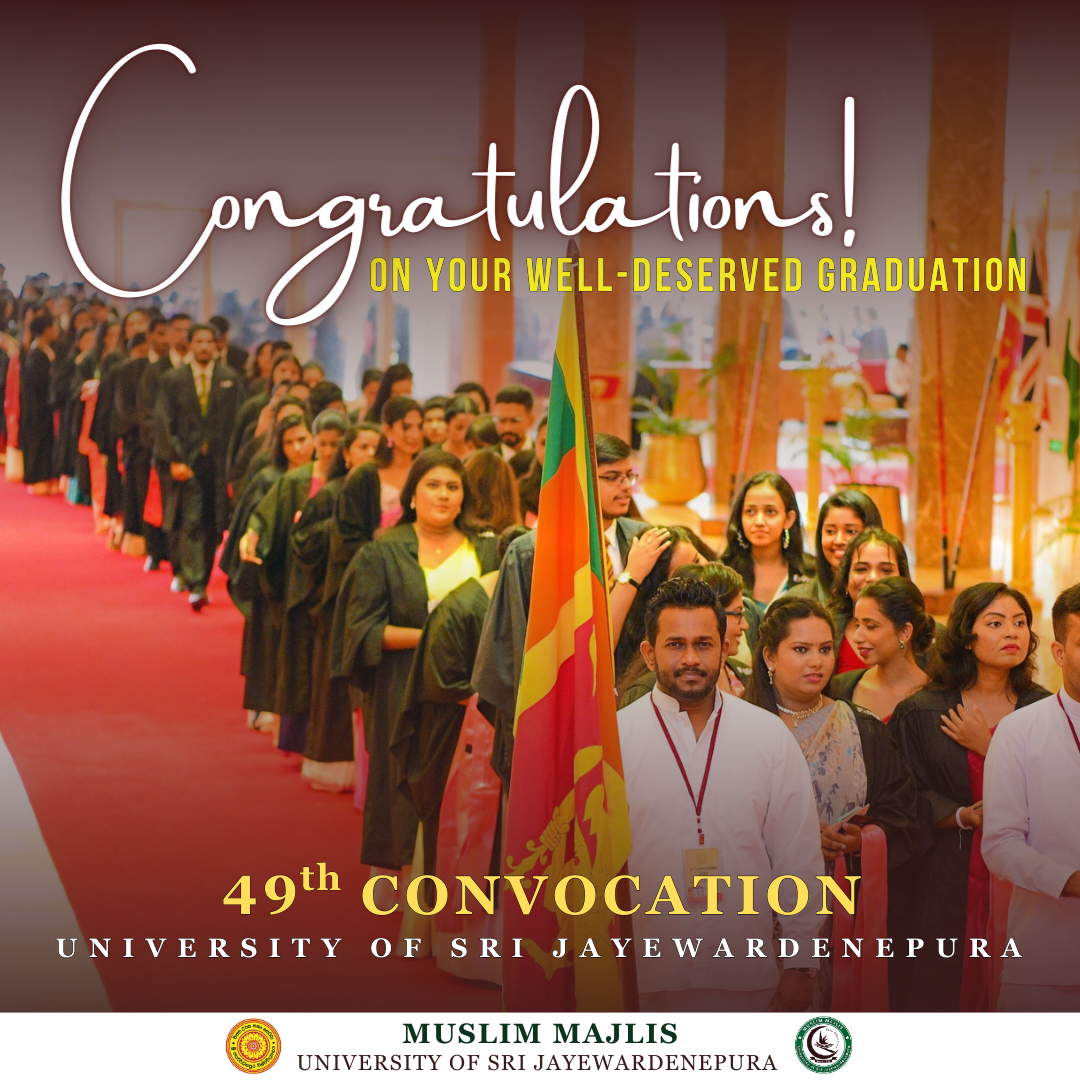 Congratulations!
ON YOUR WELL-DESERVED GRADUATION
49th CONVOCATION
UNIVERSITY OF SRI JAYEWARDENEPURA
MUSLIM MAJLIS
UNIVERSITY OF SRI JAYEWARDENEPURA